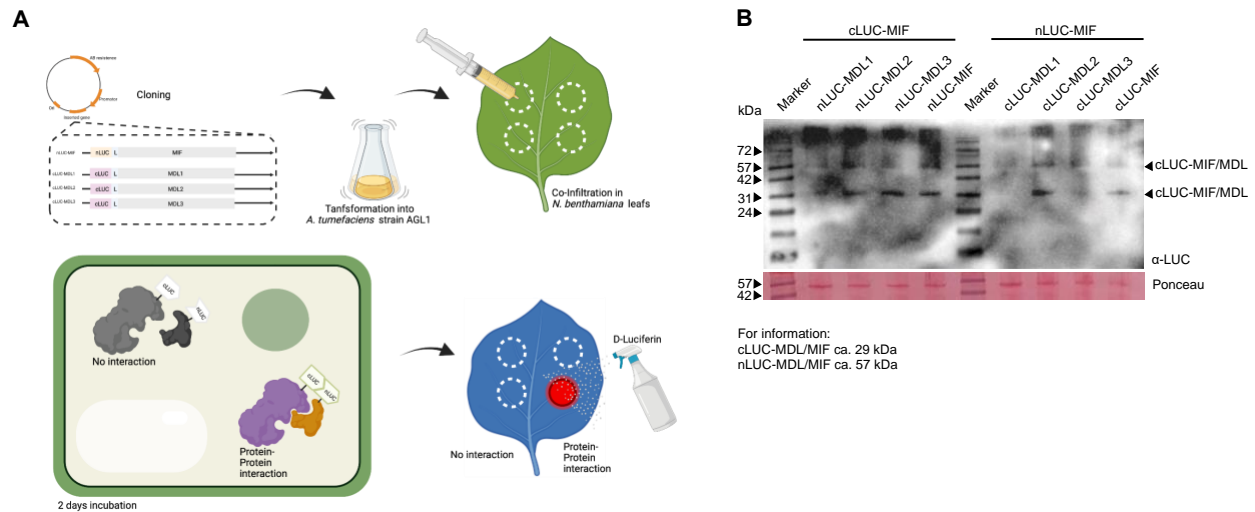 A
AB resistence
Promotor
Ori
Inserted gene
Cloning
nLUC-MIF
nLUC
L
MIF
cLUC-MDL1
cLUC
L
MDL1
cLUC-MDL2
cLUC
L
MDL2
cLUC-MDL3
cLUC
L
MDL3
Tanfsformation into
A. tumefaciens strain AGL1
Co-Infiltration in
N. benthamiana leafs
nLUC
nLUC
No interaction
cLUC
nLUC
Protein-
Protein
interaction
2 days incubation
D-Luciferin
No interaction
Protein-
Protein
interaction
B
cLUC-MIF
nLUC-MIF
Marker
nLUC-MDL1
nLUC-MDL2
nLUC-MDL3
nLUC-MIF
Marker
cLUC-MDL1
cLUC-MDL2
cLUC-MDL3
cLUC-MIF
kDa
72
57
42
31
24
cLUC-MIF/MDL
cLUC-MIF/MDL
α-LUC
57
42
Ponceau
For information:
cLUC-MDL/MIF ca. 29 kDa
nLUC-MDL/MIF ca. 57 kDa